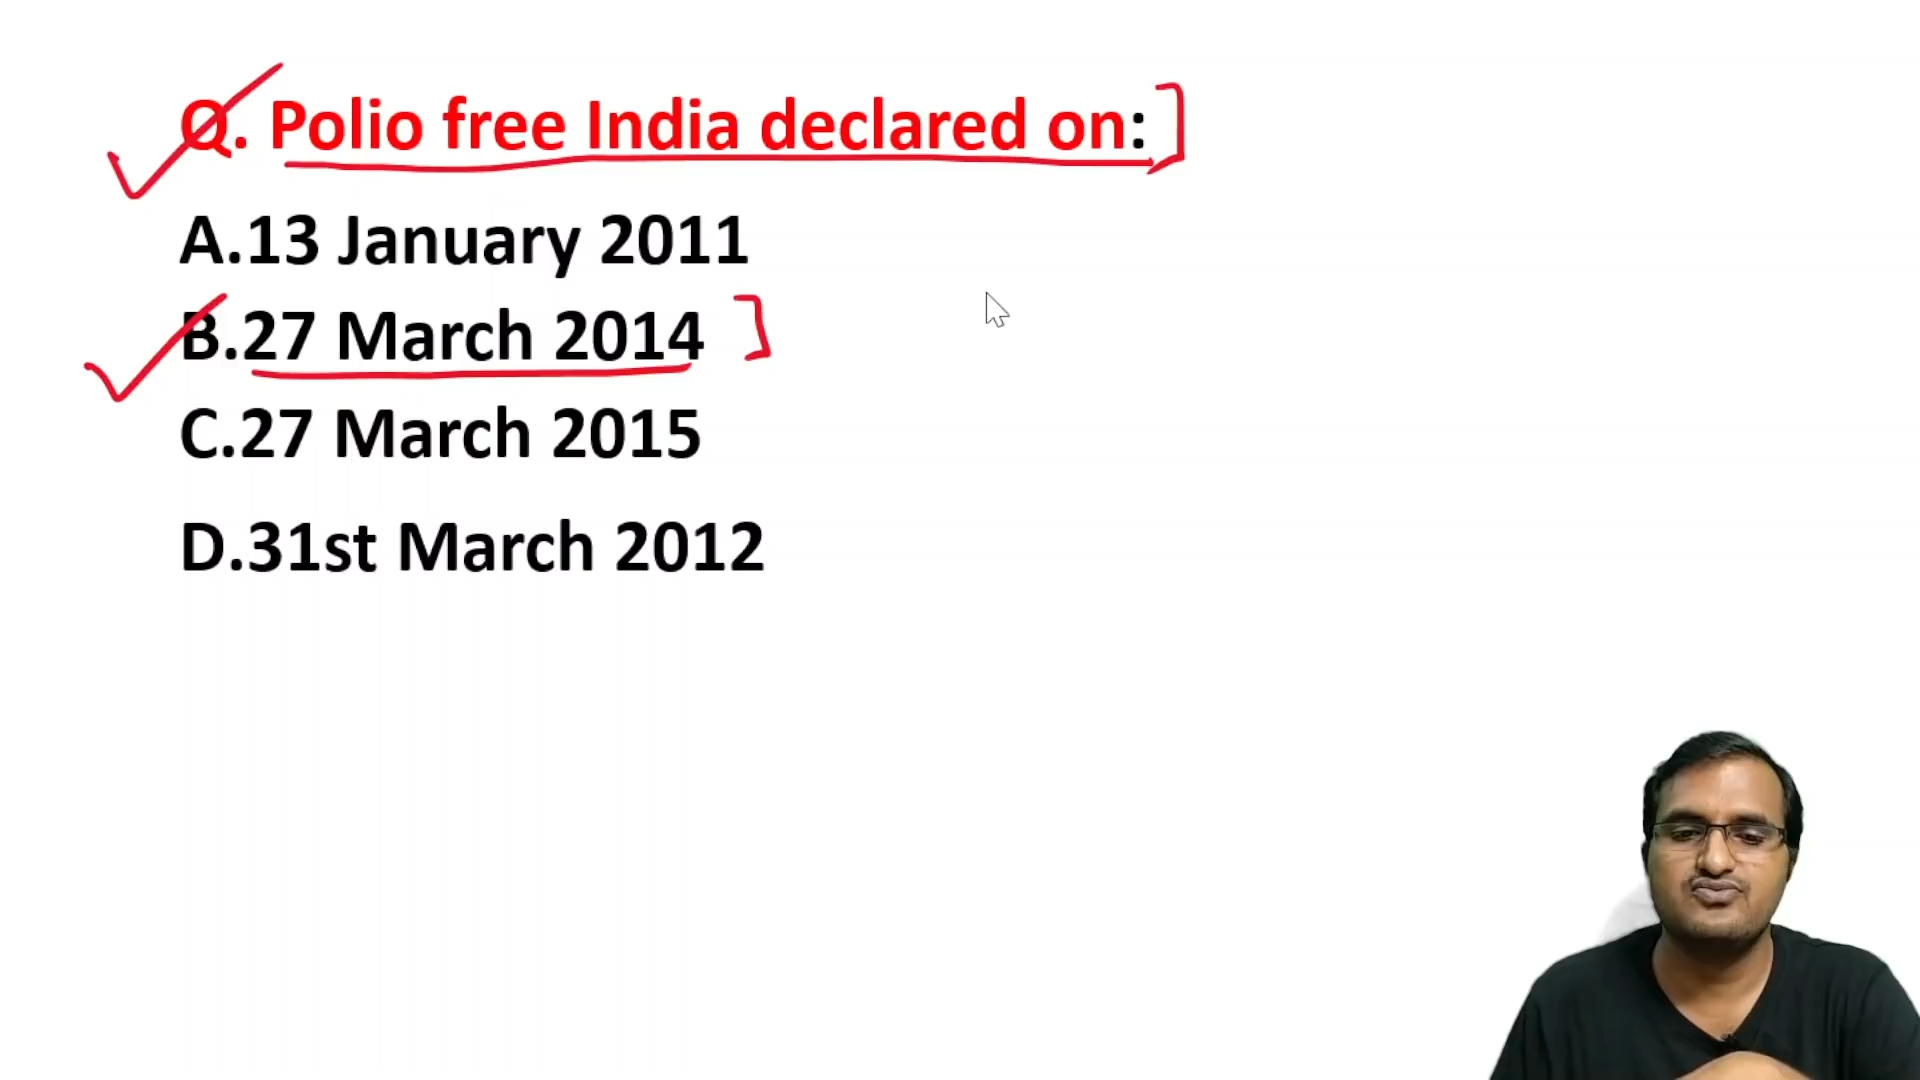 Q. Polio free India declared on:
A.13 January 2011
B.27 March 2014
C.27 March 2015
D.31st March 2012